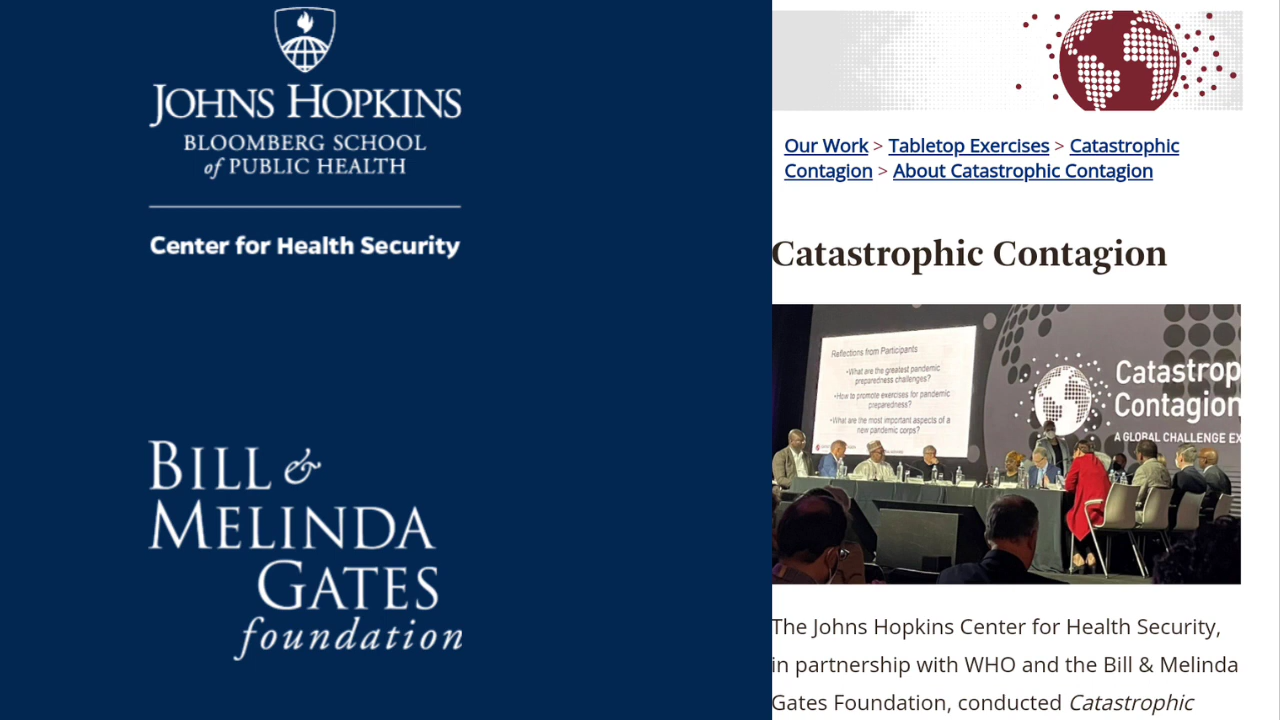 JOHNS HOPKINS
BLOOMBERG SCHOOL
of PUBLIC HEALTH
Center for Health Security
BILL &
MELINDA
GATES
foundation
Our Work > Tabletop Exercises > Catastrophic
Contagion > About Catastrophic Contagion
Catastrophic Contagion
Reflections from Participants
•What are the greatest pandemic
preparedness challenges?
•How to promote exercises for pandemic
preparedness?
•What are the most important aspects of a
new pandemic corps?
Catastrop
Contagion
A GLOBAL CHALLENGE EX
The Johns Hopkins Center for Health Security,
in partnership with WHO and the Bill & Melinda
Gates Foundation, conducted Catastrophic